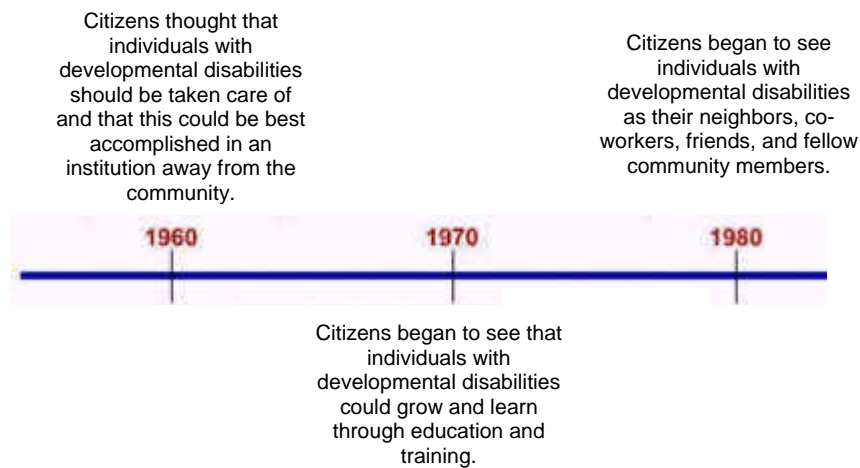 Citizens thought that
individuals with
developmental disabilities
should be taken care of
and that this could be best
accomplished in an
institution away from the
community.
Citizens began to see
individuals with
developmental disabilities
as their neighbors, co-
workers, friends, and fellow
community members.
1960
1970
1980
Citizens began to see that
individuals with
developmental disabilities
could grow and learn
through education and
training.